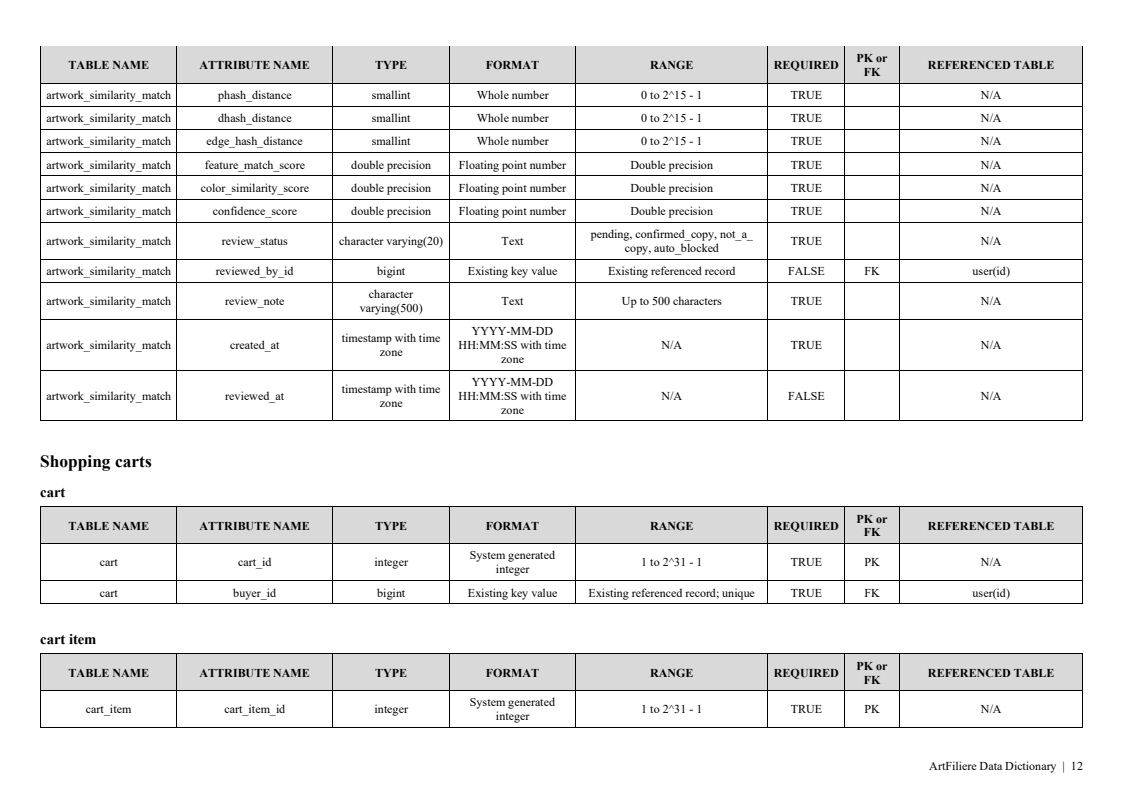 TABLE NAME ATTRIBUTE NAME TYPE FORMAT RANGE REQUIRED PK or FK REFERENCED TABLE
artwork_similarity_match phash_distance smallint Whole number 0 to 2^15 - 1 TRUE N/A
artwork_similarity_match dhash_distance smallint Whole number 0 to 2^15 - 1 TRUE N/A
artwork_similarity_match edge_hash_distance smallint Whole number 0 to 2^15 - 1 TRUE N/A
artwork_similarity_match feature_match_score double precision Floating point number Double precision TRUE N/A
artwork_similarity_match color_similarity_score double precision Floating point number Double precision TRUE N/A
artwork_similarity_match confidence_score double precision Floating point number Double precision TRUE N/A
artwork_similarity_match review_status character varying(20) Text pending, confirmed_copy, not_a_ copy, auto_blocked TRUE N/A
artwork_similarity_match reviewed_by_id bigint Existing key value Existing referenced record FALSE FK user(id)
artwork_similarity_match review_note character varying(500) Text Up to 500 characters TRUE N/A
artwork_similarity_match created_at timestamp with time zone YYYY-MM-DD HH:MM:SS with time zone N/A TRUE N/A
artwork_similarity_match reviewed_at timestamp with time zone YYYY-MM-DD HH:MM:SS with time zone N/A FALSE N/A
Shopping carts
cart
TABLE NAME ATTRIBUTE NAME TYPE FORMAT RANGE REQUIRED PK or FK REFERENCED TABLE
cart cart_id integer System generated integer 1 to 2^31 - 1 TRUE PK N/A
cart buyer_id bigint Existing key value Existing referenced record; unique TRUE FK user(id)
cart item
TABLE NAME ATTRIBUTE NAME TYPE FORMAT RANGE REQUIRED PK or FK REFERENCED TABLE
cart_item cart_item_id integer System generated integer 1 to 2^31 - 1 TRUE PK N/A
ArtFiliere Data Dictionary | 12